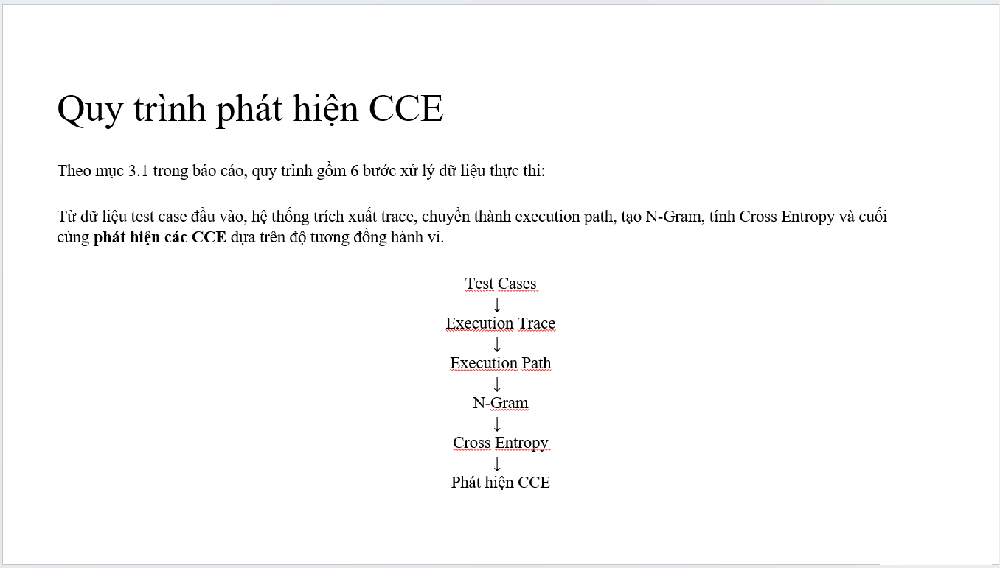 Quy trình phát hiện CCE
Theo mục 3.1 trong báo cáo, quy trình gồm 6 bước xử lý dữ liệu thực thi:
Từ dữ liệu test case đầu vào, hệ thống trích xuất trace, chuyển thành execution path, tạo N-Gram, tính Cross Entropy và cuối
cùng phát hiện các CCE dựa trên độ tương đồng hành vi.
Test Cases
↓
Execution Trace
↓
Execution Path
↓
N-Gram
↓
Cross Entropy
↓
Phát hiện CCE